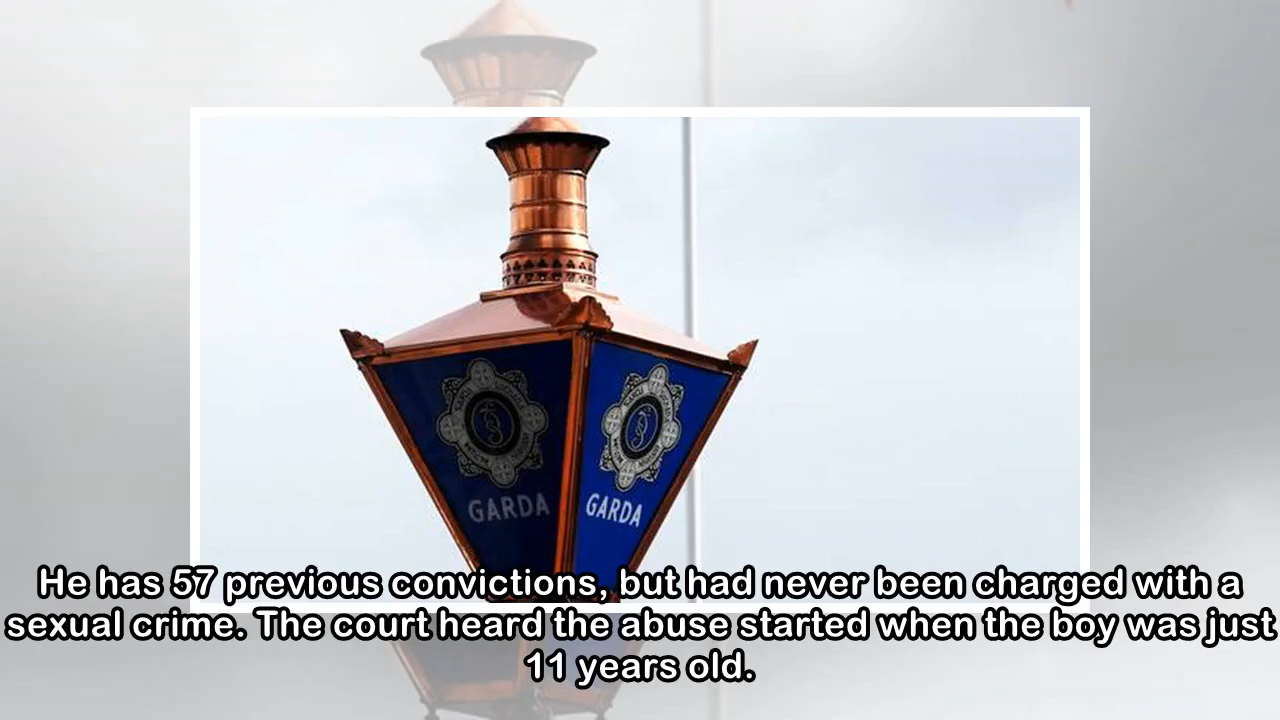 GARDA
GARDA
He has 57 previous convictions, but had never been charged with a
sexual crime. The court heard the abuse started when the boy was just
11 years old.